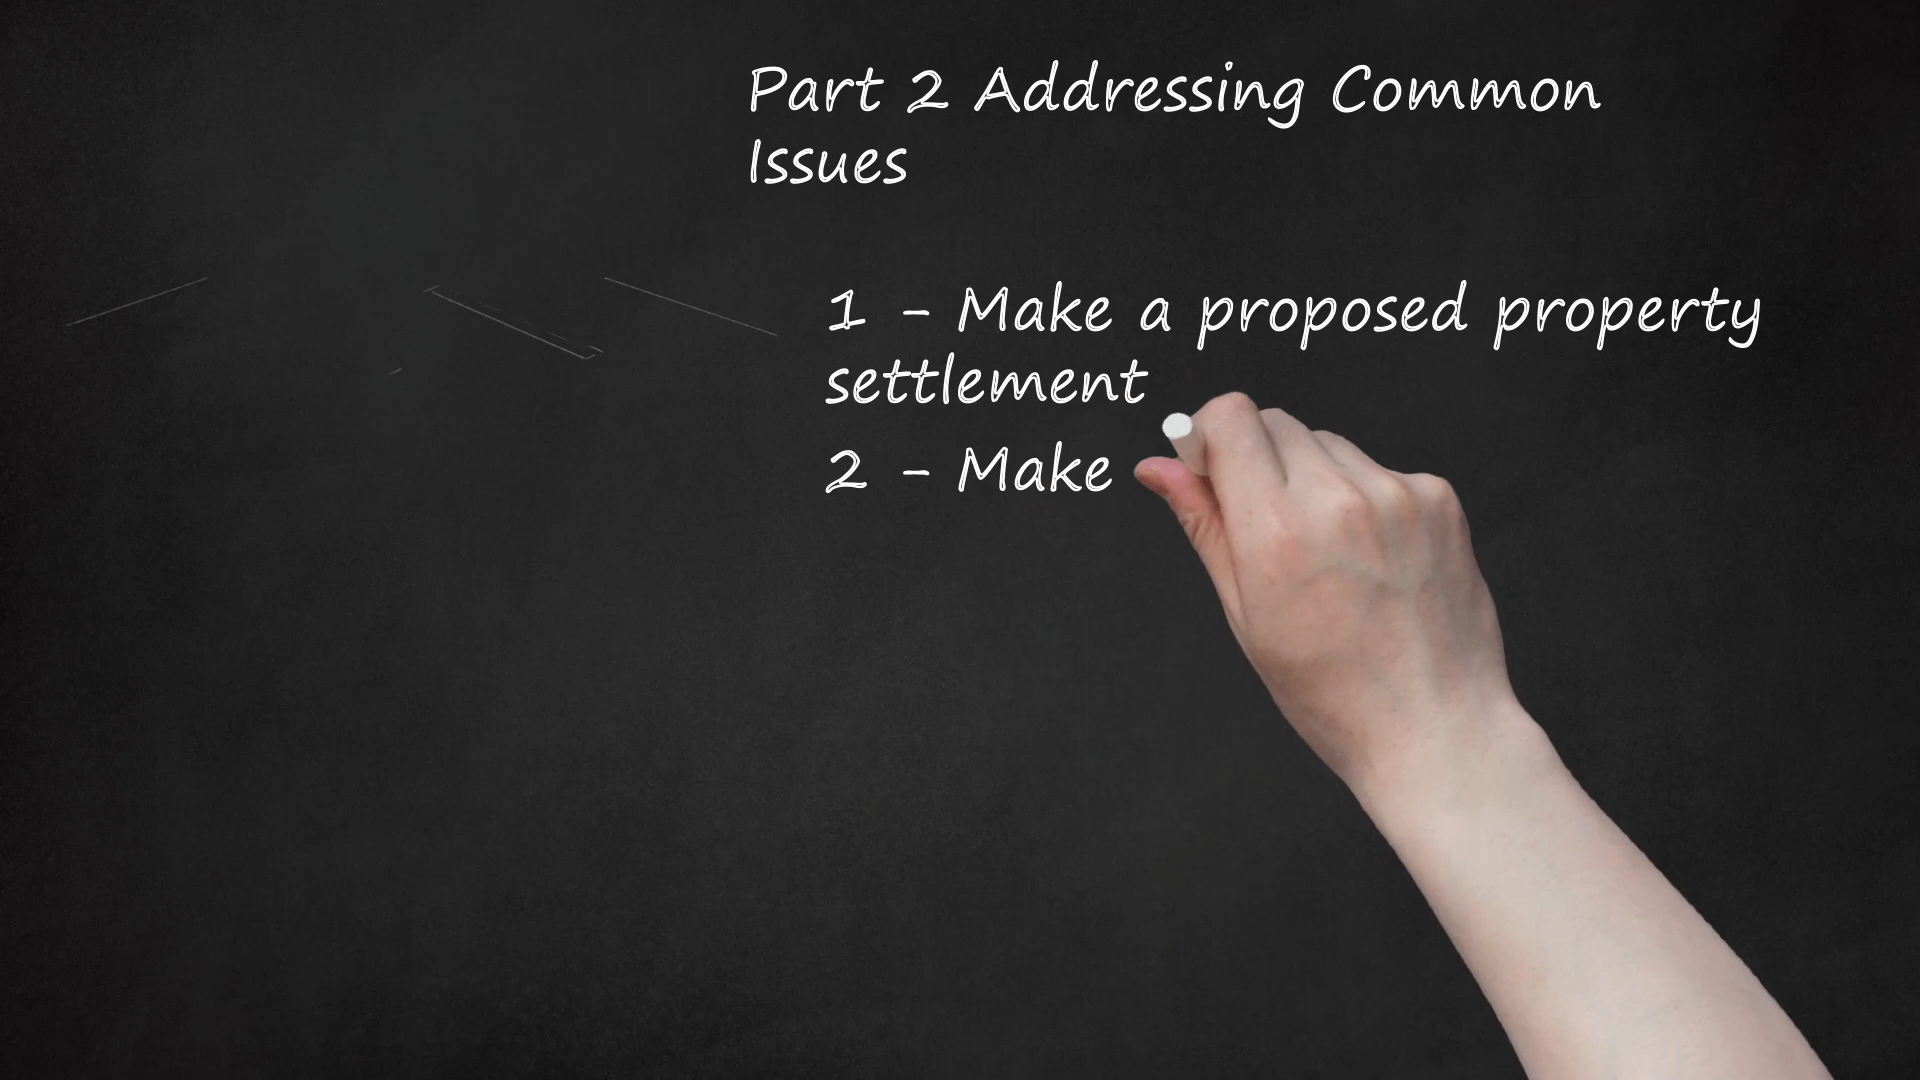 Part 2 Addressing Common
Issues
1 - Make a proposed property
settlement
2 - Make